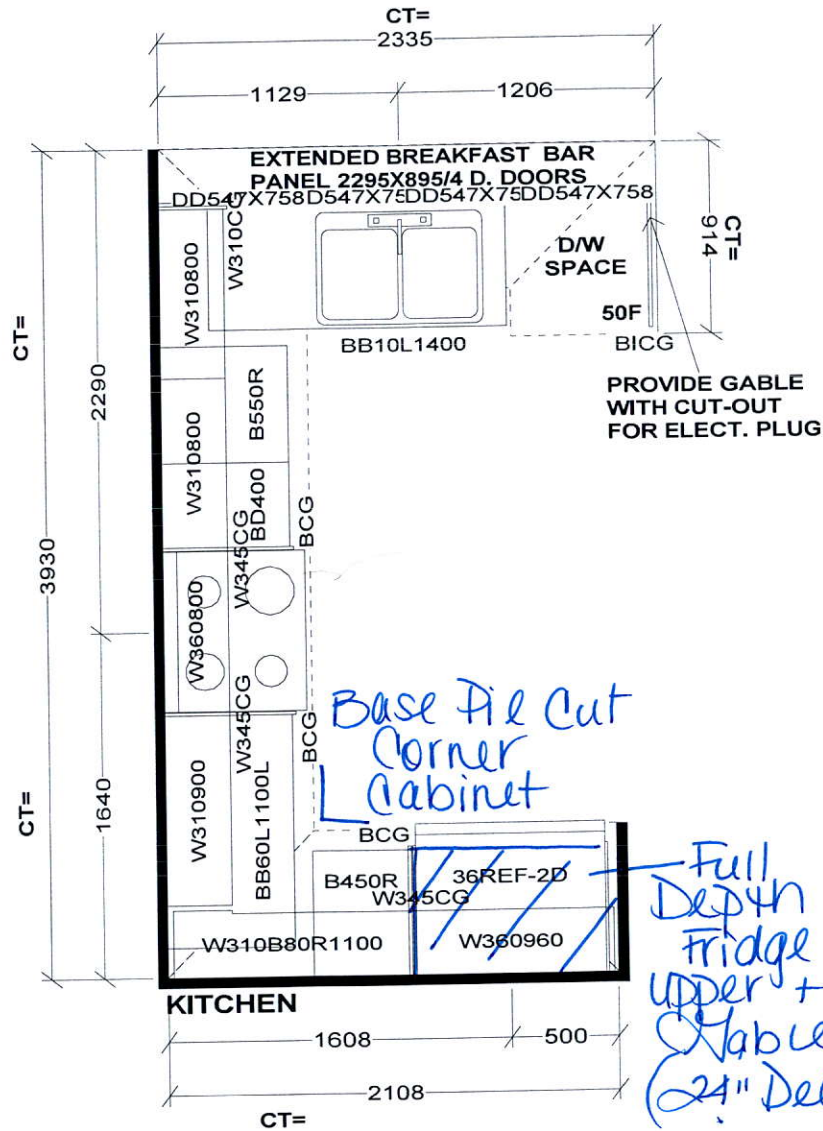 CT=
2335
1129
1206
EXTENDED BREAKFAST BAR
PANEL 2295X895/4 D. DOORS
DD547X758D547X75DD547X75DD547X758
W310CG
W310800
D/W
SPACE
50F
914
CT=
BB10L1400
BICG
PROVIDE GABLE
WITH CUT-OUT
FOR ELECT. PLUG
CT=
2290
3930
W310800
B550R
BD400
W345CG
BCG
W360800
W345CG
BCG
Base Pie Cut
Corner
Cabinet
1640
CT=
W310900
BB60L1100L
BCG
B450R
36REF-2D
W345CG
W310B80R1100
W360960
Full
Depth
Fridge
Upper +
KITCHEN
1608
500
2108
CT=